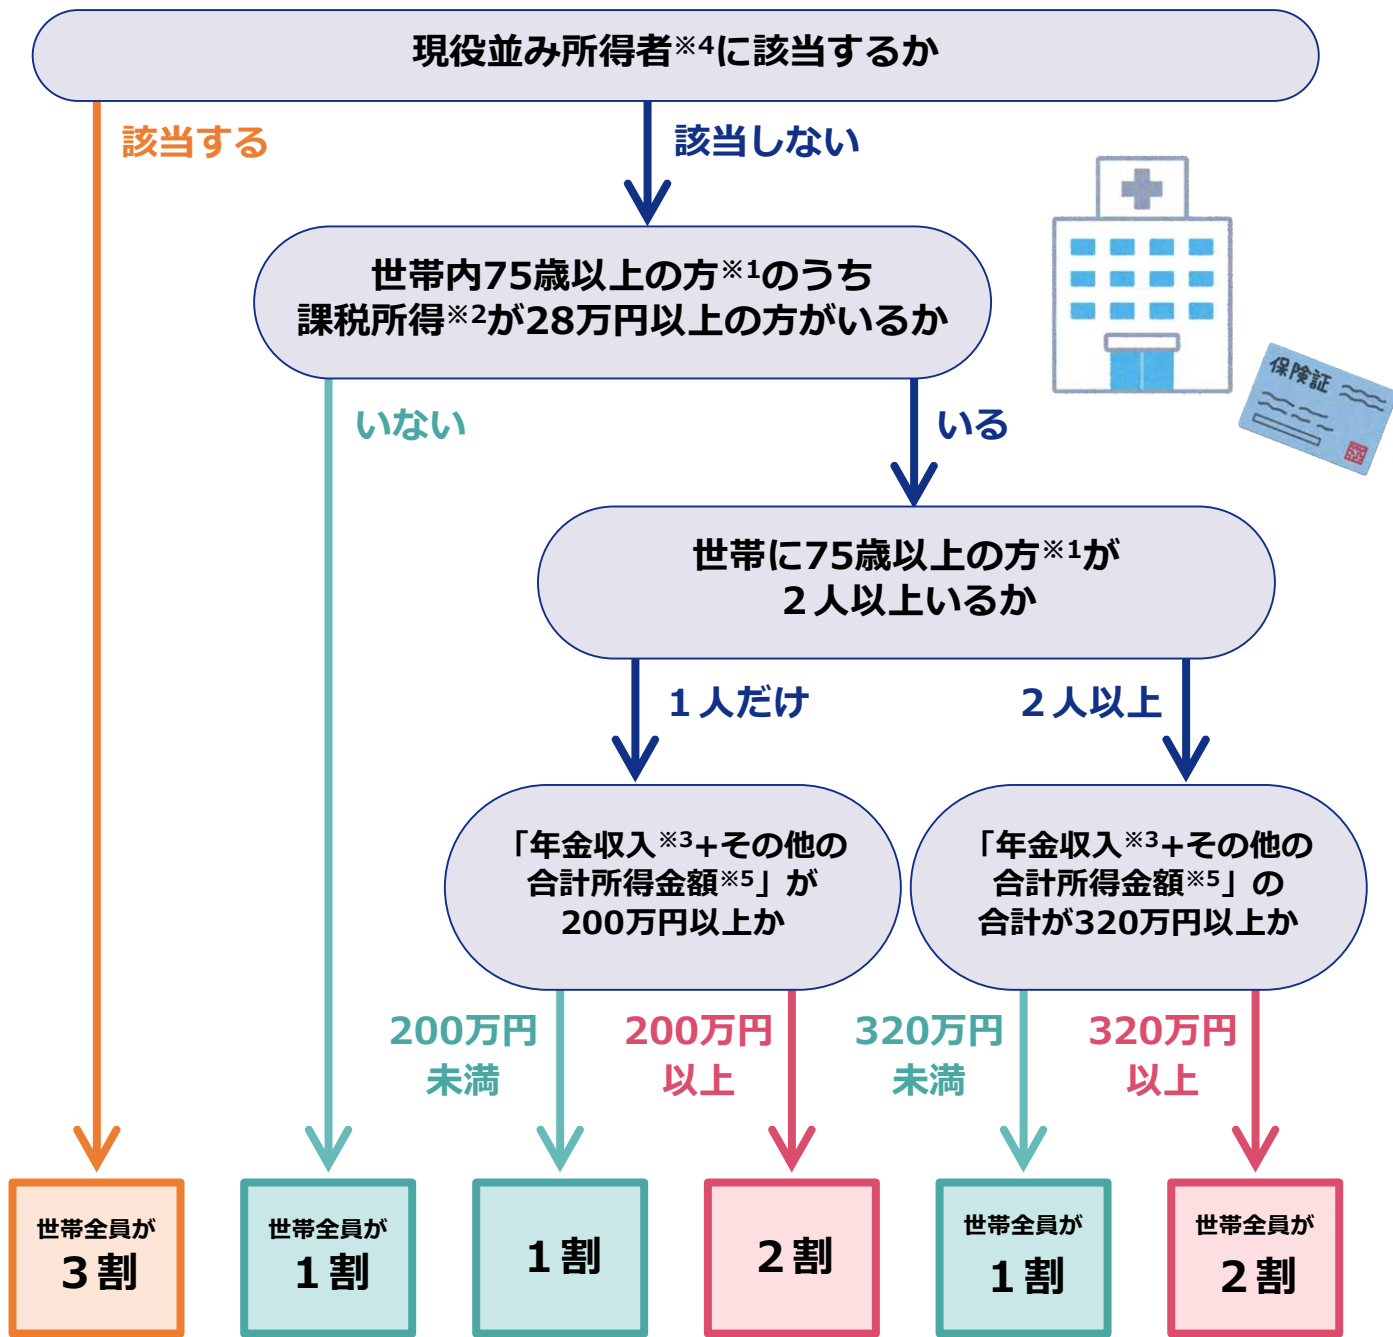 現役並み所得者※4に該当するか
該当する
該当しない
世帯内75歳以上の方※1のうち
課税所得※2が28万円以上の方がいるか
保険証
いない
いる
世帯に75歳以上の方※1が
２人以上いるか
１人だけ
２人以上
「年金収入※3+その他の
合計所得金額※5」が
200万円以上か
「年金収入※3+その他の
合計所得金額※5」の
合計が320万円以上か
200万円
未満
200万円
以上
320万円
未満
320万円
以上
世帯全員が
３割
世帯全員が
１割
１割
２割
世帯全員が
１割
世帯全員が
２割